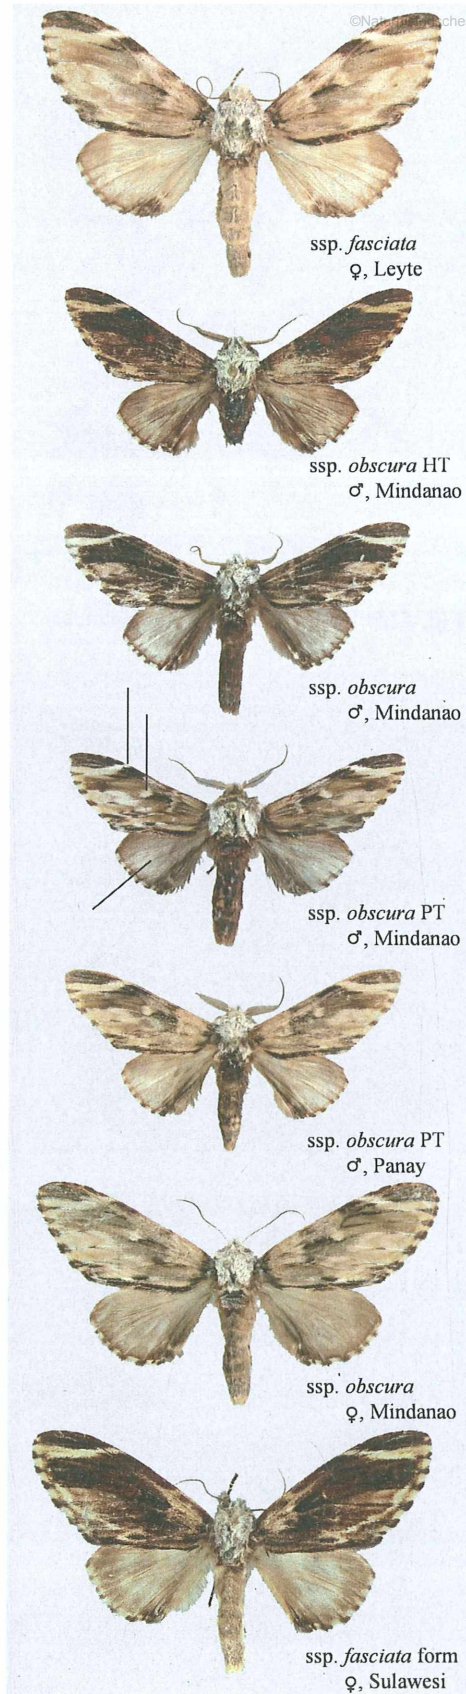 ssp. fasciata
♀, Leyte
ssp. obscura HT
♂, Mindanao
ssp. obscura
♂, Mindanao
ssp. obscura PT
♂, Mindanao
ssp. obscura PT
♂, Panay
ssp. obscura
♀, Mindanao
ssp. fasciata form
♀, Sulawesi